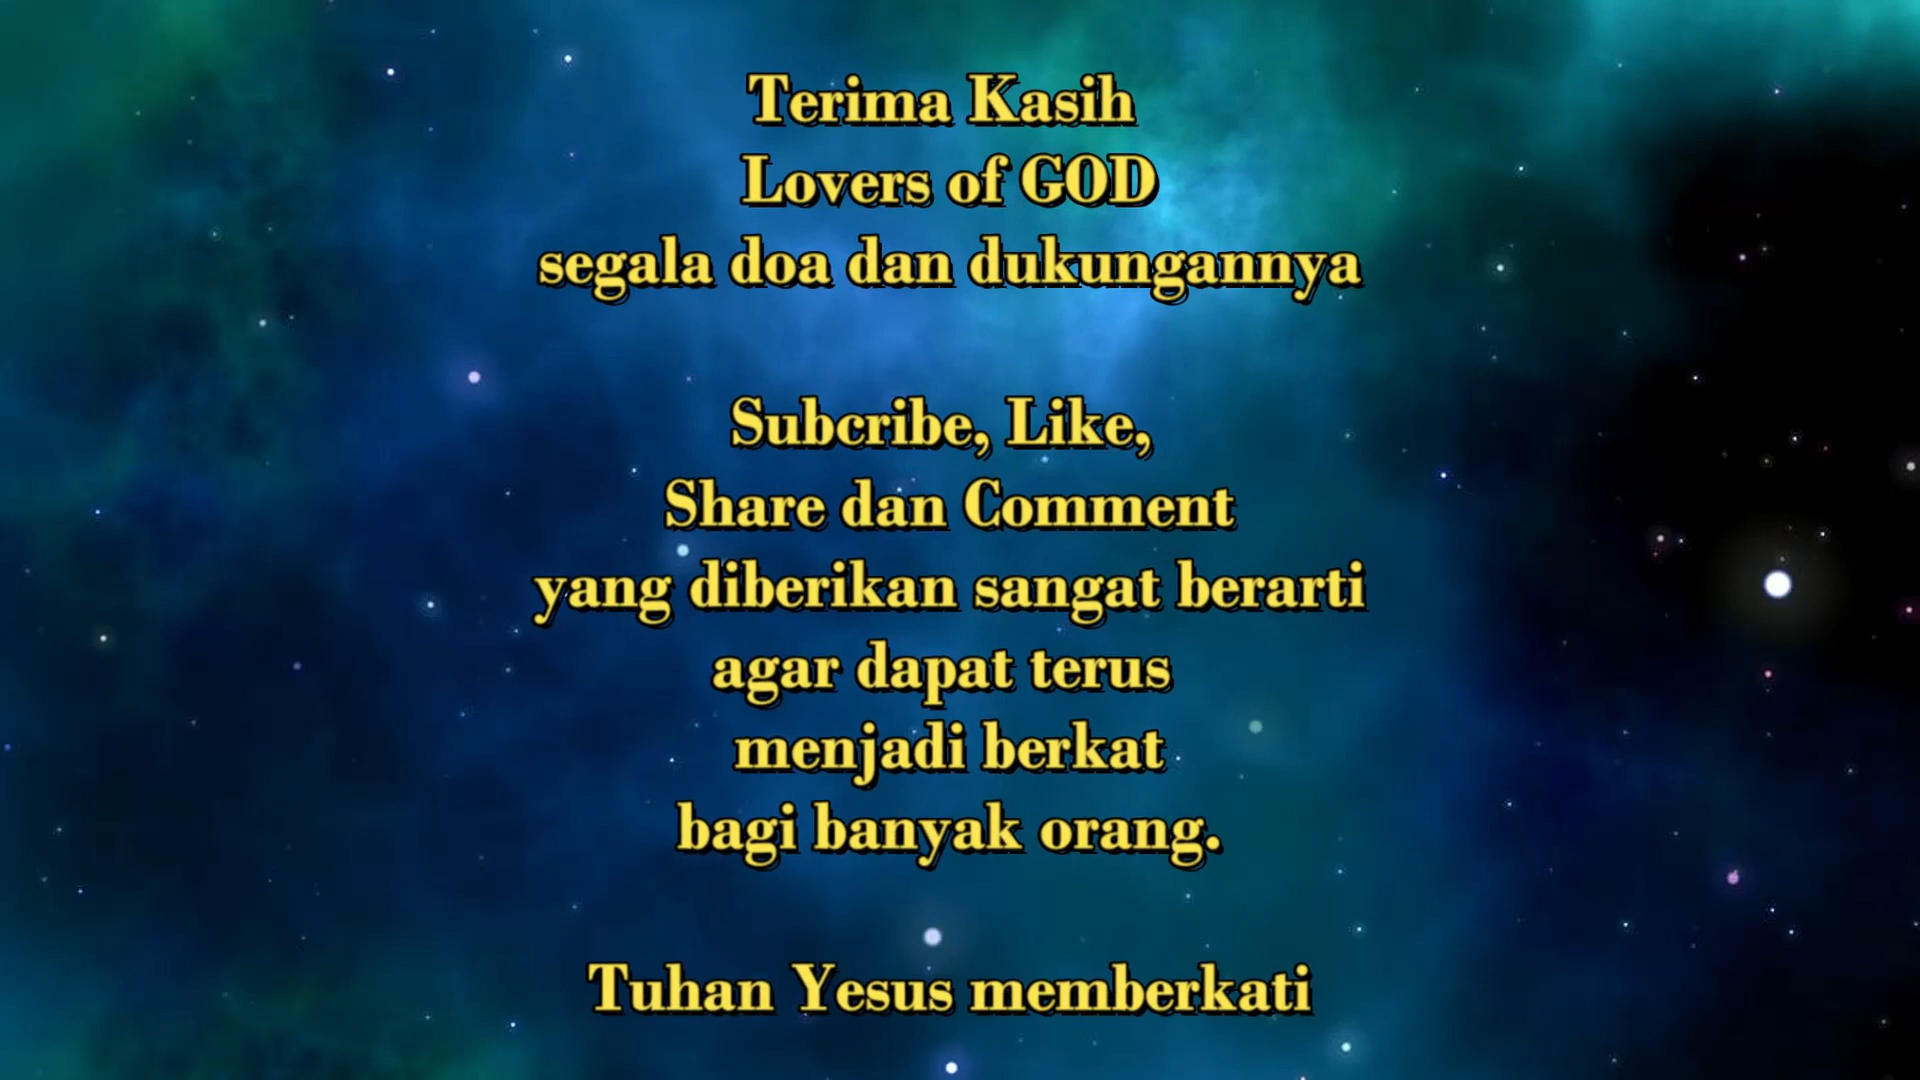 Terima Kasih
Lovers of GOD
segala doa dan dukungannya
Subcribe, Like,
Share dan Comment
yang diberikan sangat berarti
agar dapat terus
menjadi berkat
bagi banyak orang.
Tuhan Yesus memberkati